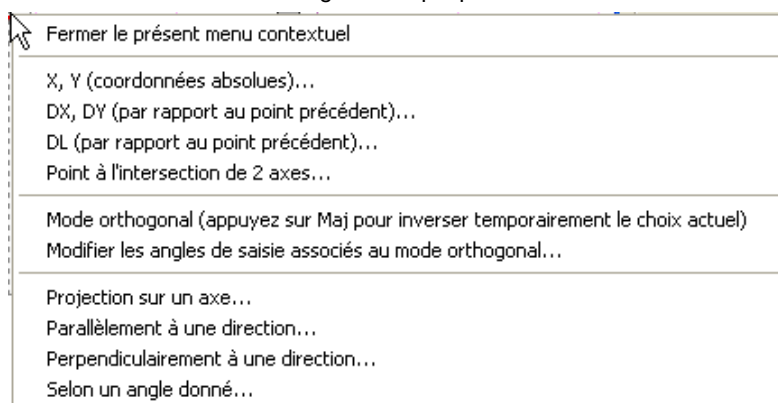 Fermer le présent menu contextuel
X, Y (coordonnées absolues)...
DX, DY (par rapport au point précédent)...
DL (par rapport au point précédent)...
Point à l'intersection de 2 axes...
Mode orthogonal (appuyez sur Maj pour inverser temporairement le choix actuel)
Modifier les angles de saisie associés au mode orthogonal...
Projection sur un axe...
Parallèlement à une direction...
Perpendiculairement à une direction...
Selon un angle donné...